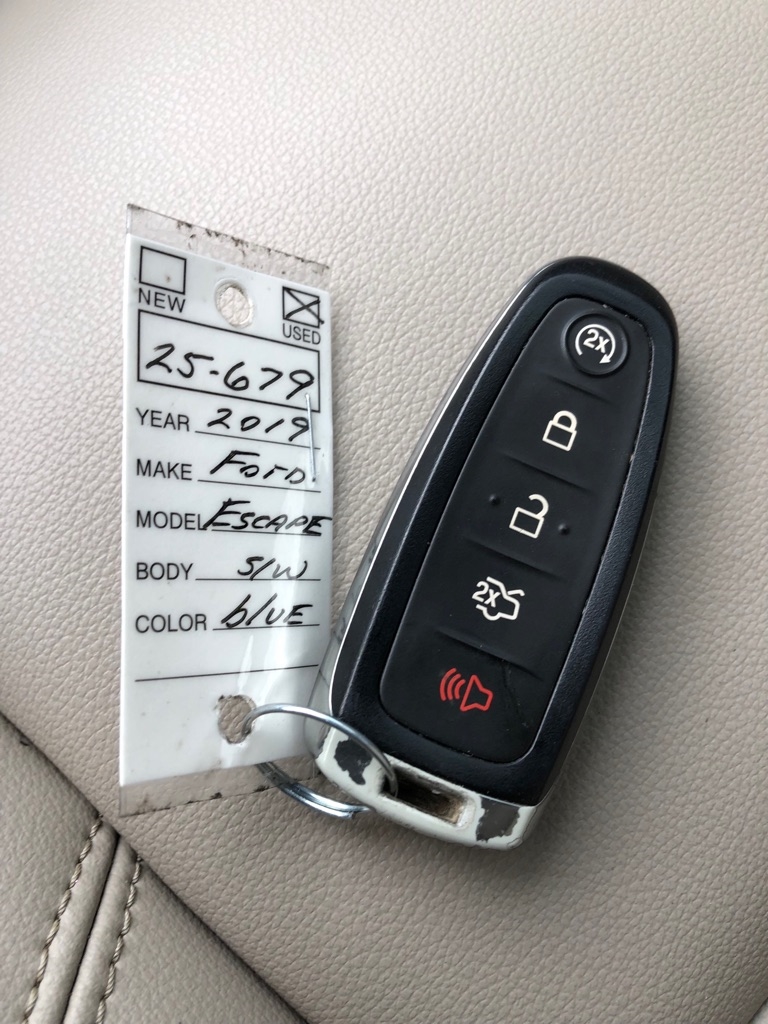 NEW
USED
25-679
YEAR 2019
MAKE Ford
MODEL ESCAPE
BODY S/W
COLOR blUE
2x
2x